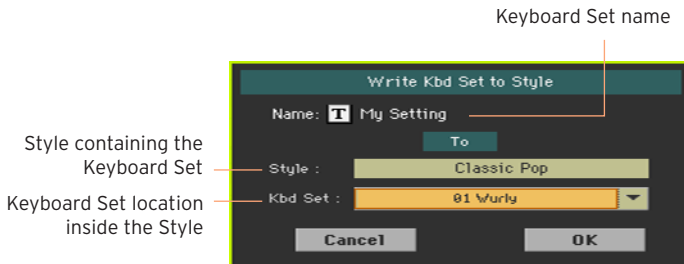 Keyboard Set name
Write Kbd Set to Style
Name: T My Setting
To
Style containing the
Keyboard Set
Style :
Classic Pop
Keyboard Set location
inside the Style
Kbd Set :
01 Wurly
Cancel
OK